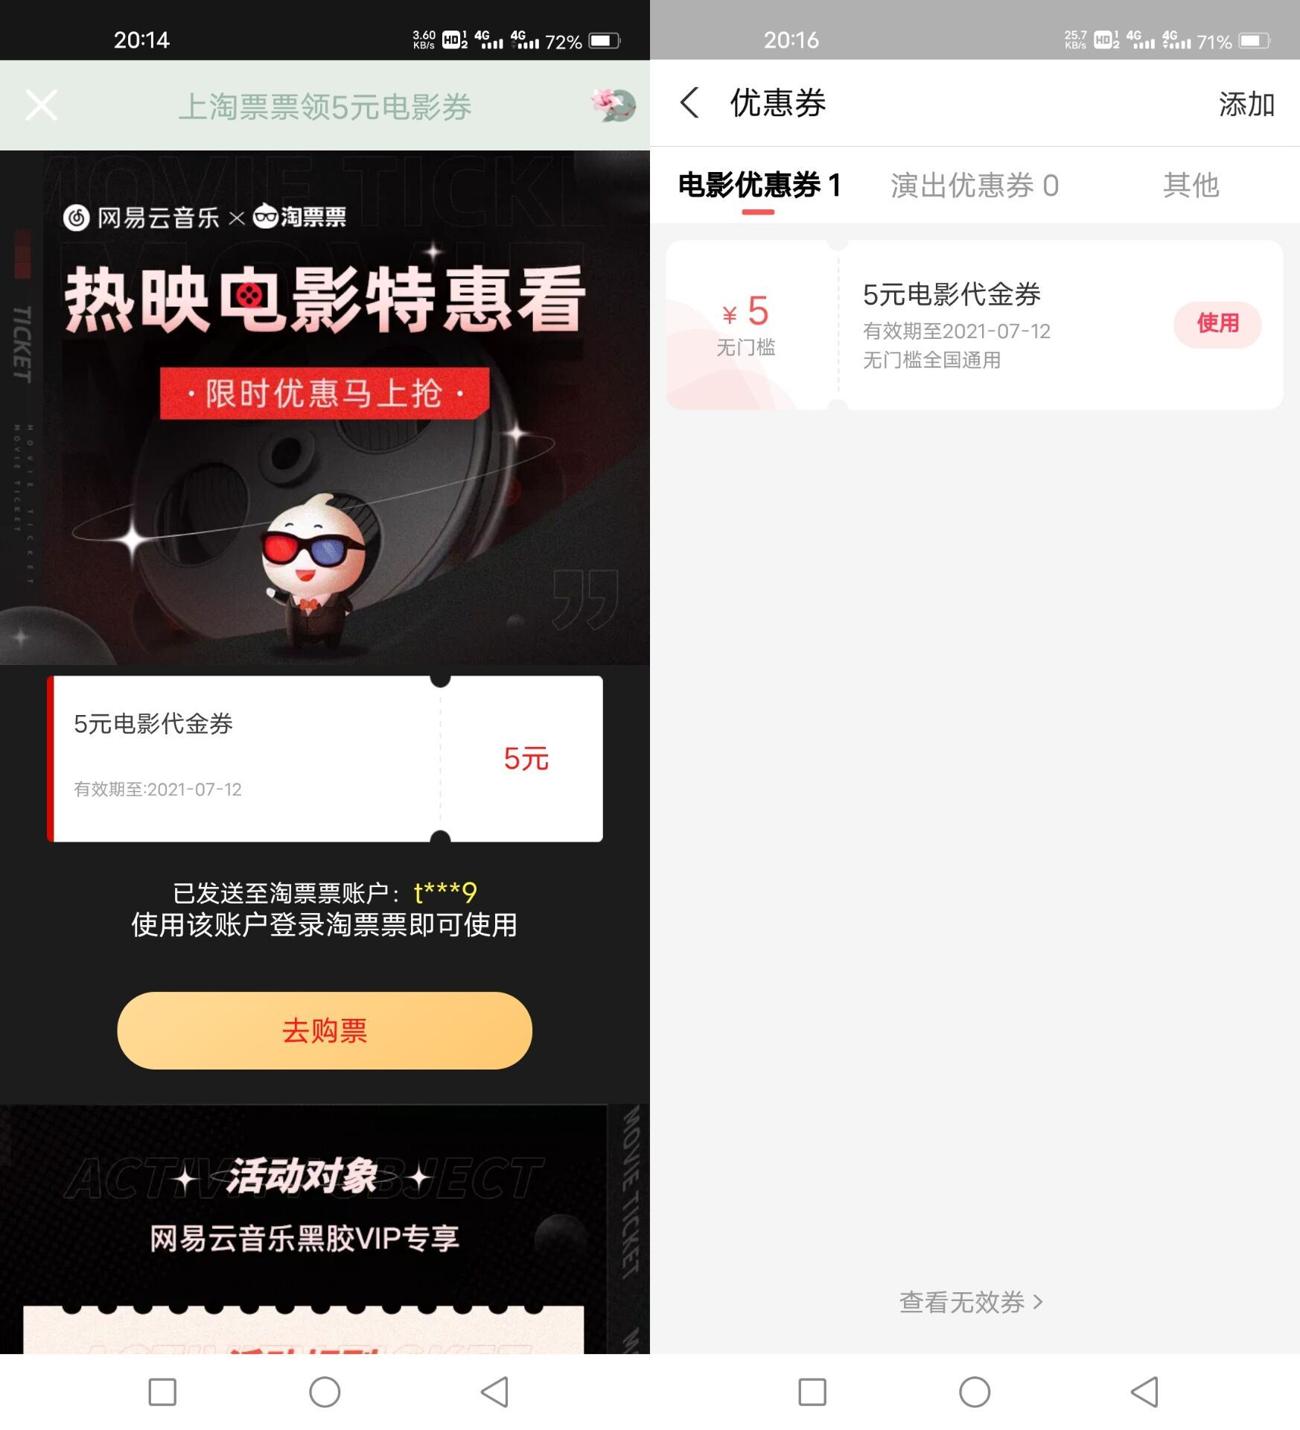 20:14
3.60
KB/s
HD 1 2
4G
4G
72%
上淘票票领5元电影券
MOVIE TICKE
网易云音乐×淘票票
热映电影特惠看
·限时优惠马上抢·
TICKET
MOVIE TICKET
MOVIE TICKET
5元电影代金券
有效期至:2021-07-12
5元
已发送至淘票票账户：t***9
使用该账户登录淘票票即可使用
去购票
活动对象
网易云音乐黑胶VIP专享
MOVIE TICKET
20:16
25.7
KB/s
HD 1 2
4G
4G
71%
优惠券
添加
电影优惠券 1
演出优惠券 0
其他
¥ 5
无门槛
5元电影代金券
有效期至2021-07-12
无门槛全国通用
使用
查看无效券 >